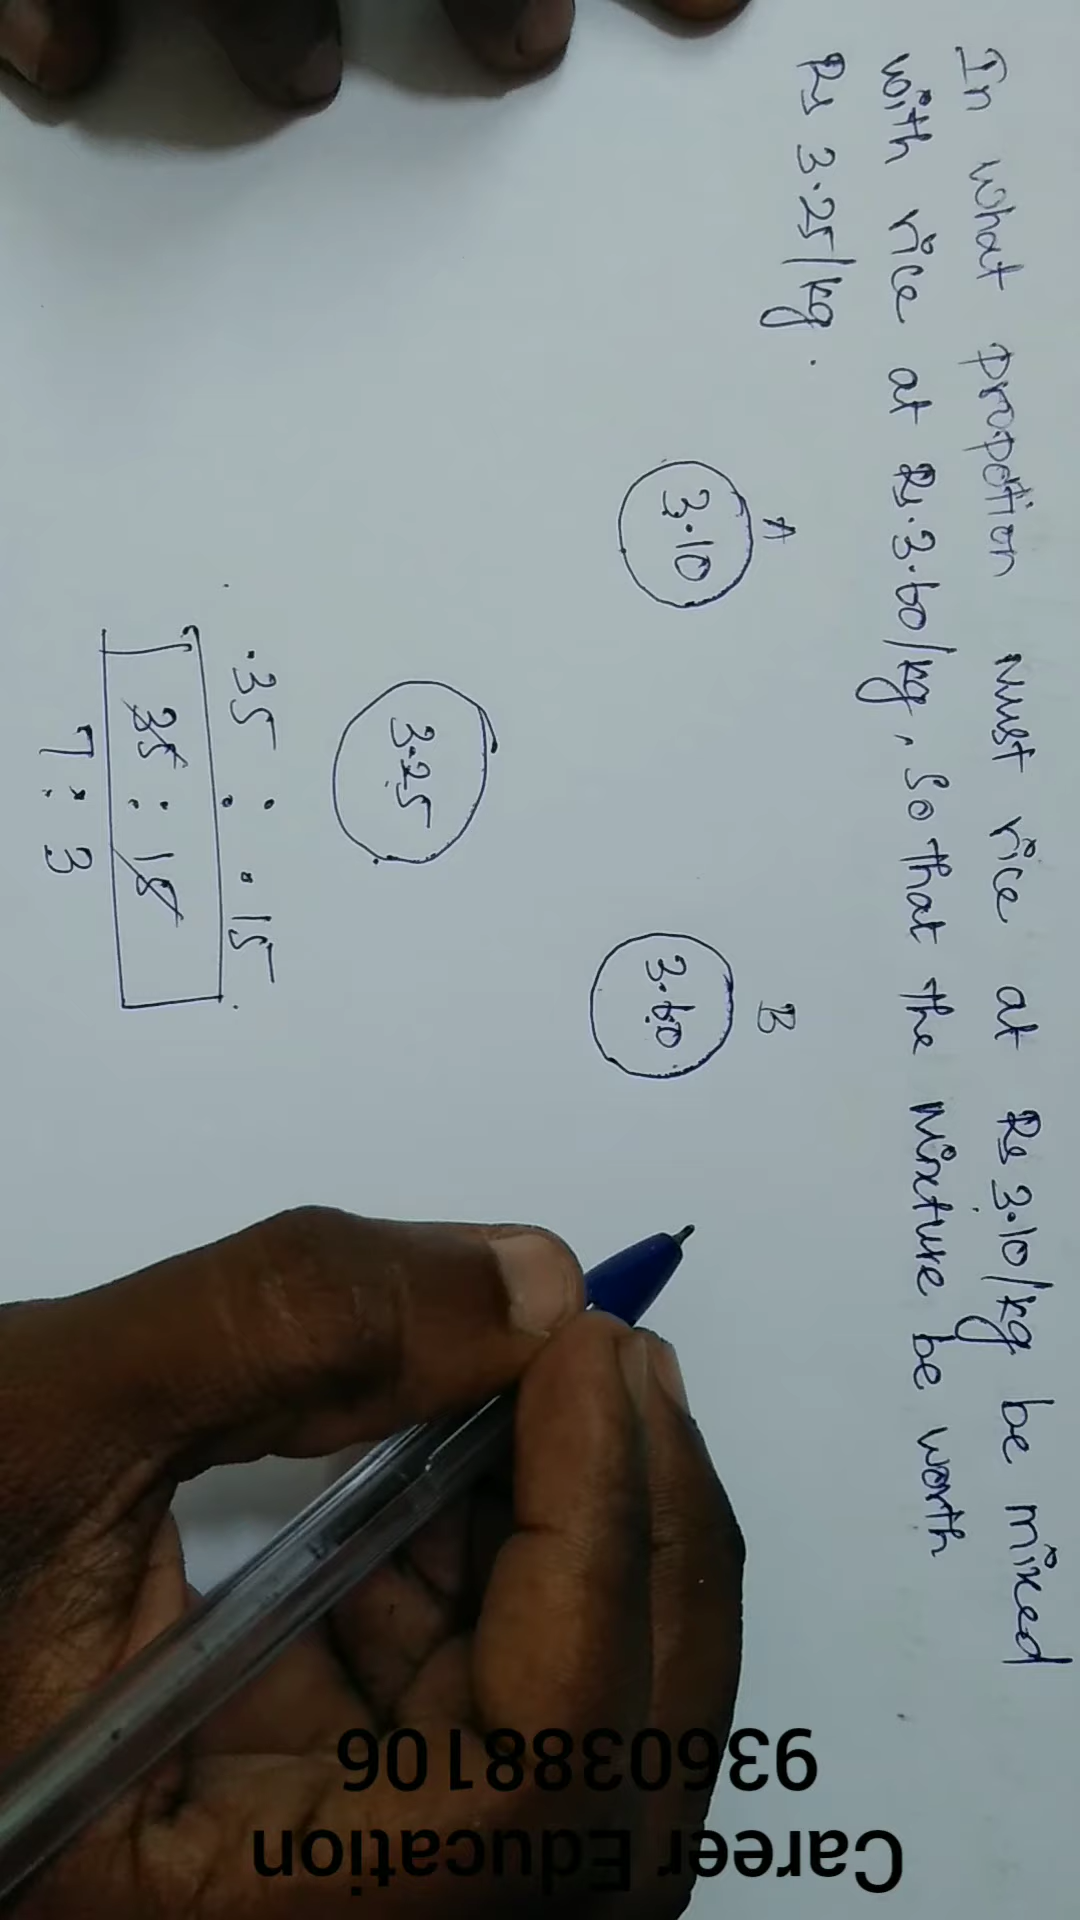 In what propotion must rice at Rs 3.10/kg be mixed
with rice at Rs.3.60/kg, so that the mixture be worth
Rs 3.25/kg.
A
B
3.10
3.60
3.25
.35 : .15
35 : 15
7 : 3
Career Education
9360388106